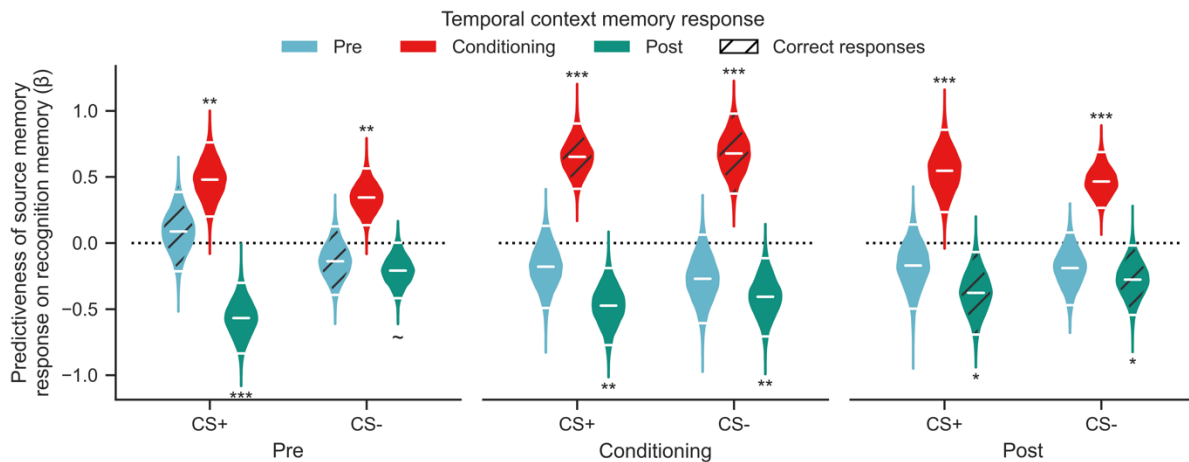 Temporal context memory response
Pre Conditioning Post Correct responses
Predictiveness of source memory
response on recognition memory (β)
1.0
0.5
0.0
−0.5
−1.0
** *** ** ~
*** ** *** **
*** * *** *
CS+ CS- CS+ CS- CS+ CS-
Pre Conditioning Post